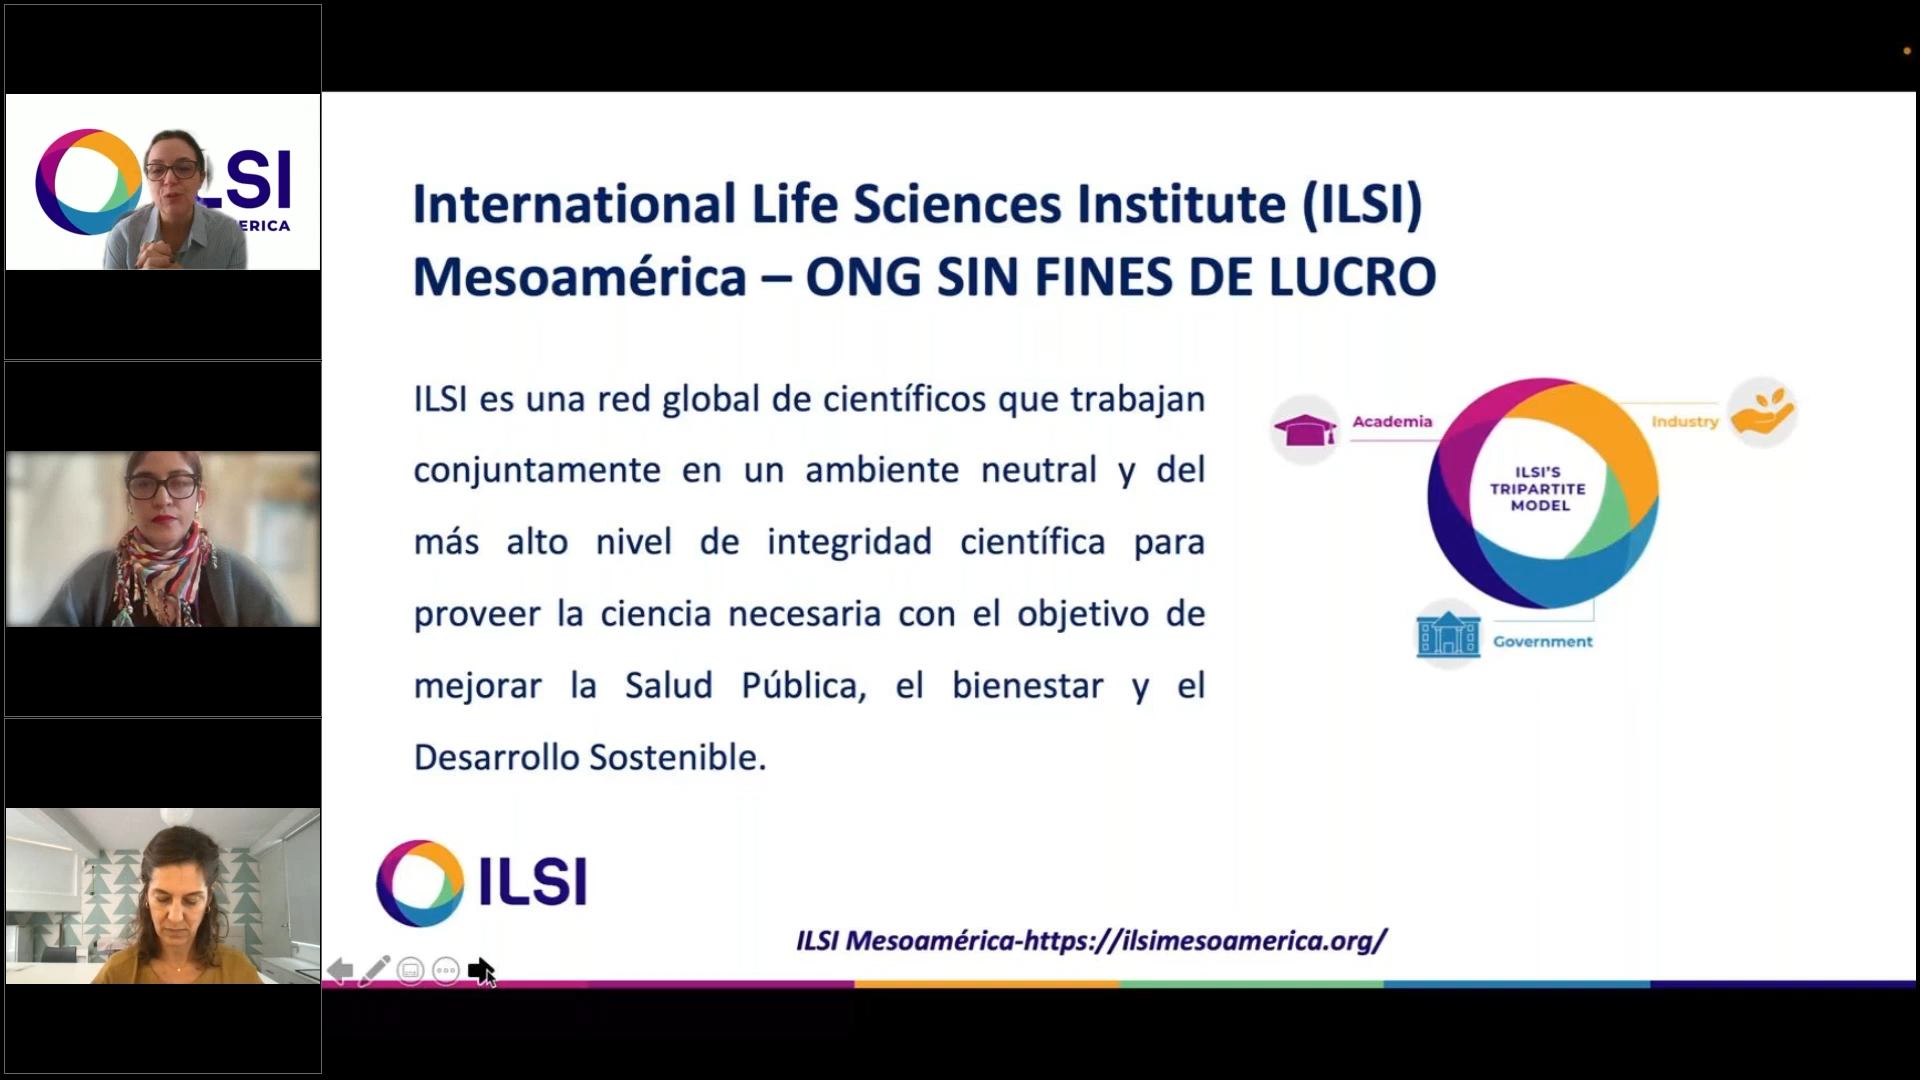 LSI
ERICA
International Life Sciences Institute (ILSI)
Mesoamérica – ONG SIN FINES DE LUCRO
ILSI es una red global de científicos que trabajan
conjuntamente en un ambiente neutral y del
más alto nivel de integridad científica para
proveer la ciencia necesaria con el objetivo de
mejorar la Salud Pública, el bienestar y el
Desarrollo Sostenible.
Academia
Industry
ILSI'S
TRIPARTITE
MODEL
Government
ILSI
ILSI Mesoamérica-https://ilsimesoamerica.org/